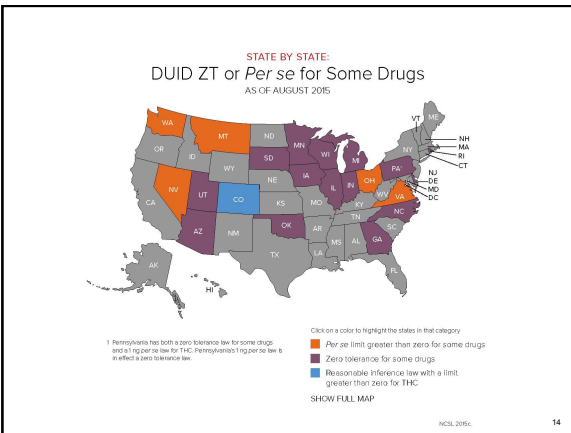 STATE BY STATE:
DUID ZT or Per se for Some Drugs
AS OF AUGUST 2015
WA
MT
ND
OR
ID
WY
SD
MN
WI
MI
VT
ME
NH
MA
RI
CT
NY
NJ
DE
MD
DC
NE
IA
IL
IN
OH
PA¹
WV
VA
NV
UT
CO
KS
MO
KY
CA
AZ
NM
OK
AR
TN
NC
SC
MS
AL
GA
TX
LA
FL
AK
HI
1 Pennsylvania has both a zero tolerance law for some drugs
and a 1 ng per se law for THC. Pennsylvania's 1 ng per se law is
in effect a zero tolerance law.
Click on a color to highlight the states in that category
Per se limit greater than zero for some drugs
Zero tolerance for some drugs
Reasonable inference law with a limit
greater than zero for THC
SHOW FULL MAP
NCSL 2015c.
14